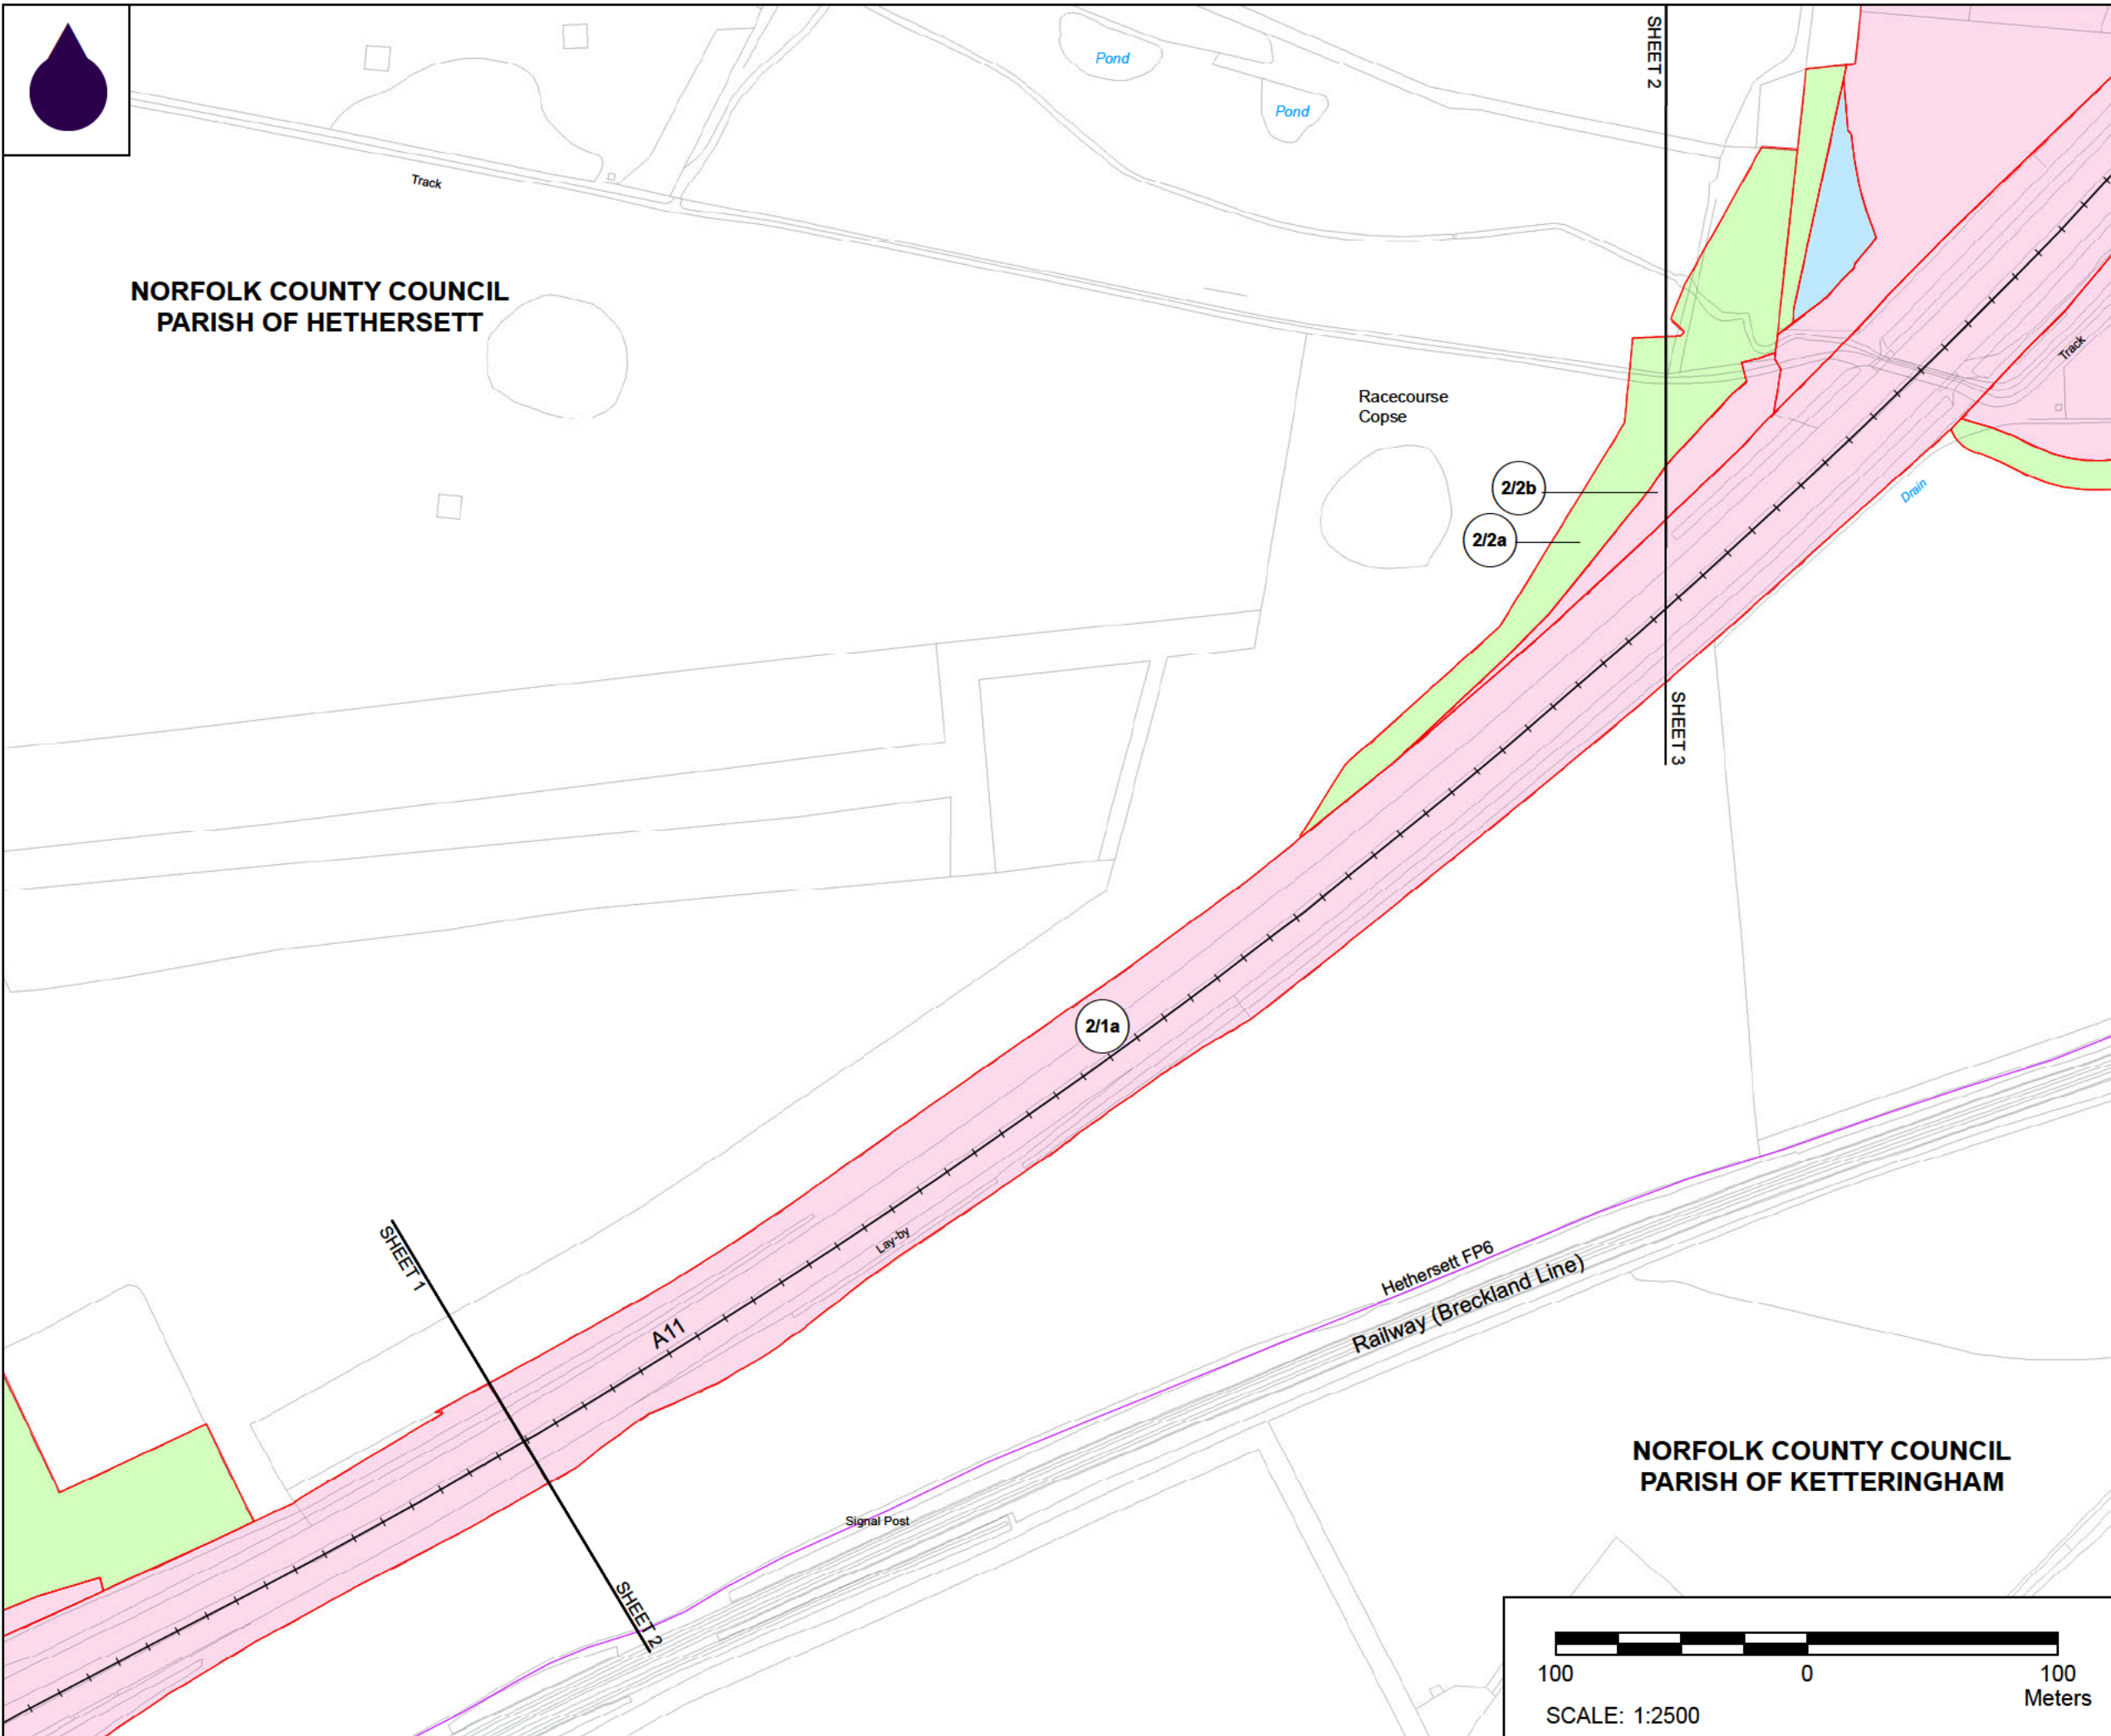 SHEET 2
Pond
Pond
Track
NORFOLK COUNTY COUNCIL
PARISH OF HETHERSETT
Track
Racecourse
Copse
2/2b
Drain
2/2a
SHEET 3
2/1a
Lay-by
SHEET 1
Hethersett FP6
A11
Railway (Breckland Line)
NORFOLK COUNTY COUNCIL
PARISH OF KETTERINGHAM
Signal Post
SHEET 2
100 0 100
Meters
SCALE: 1:2500